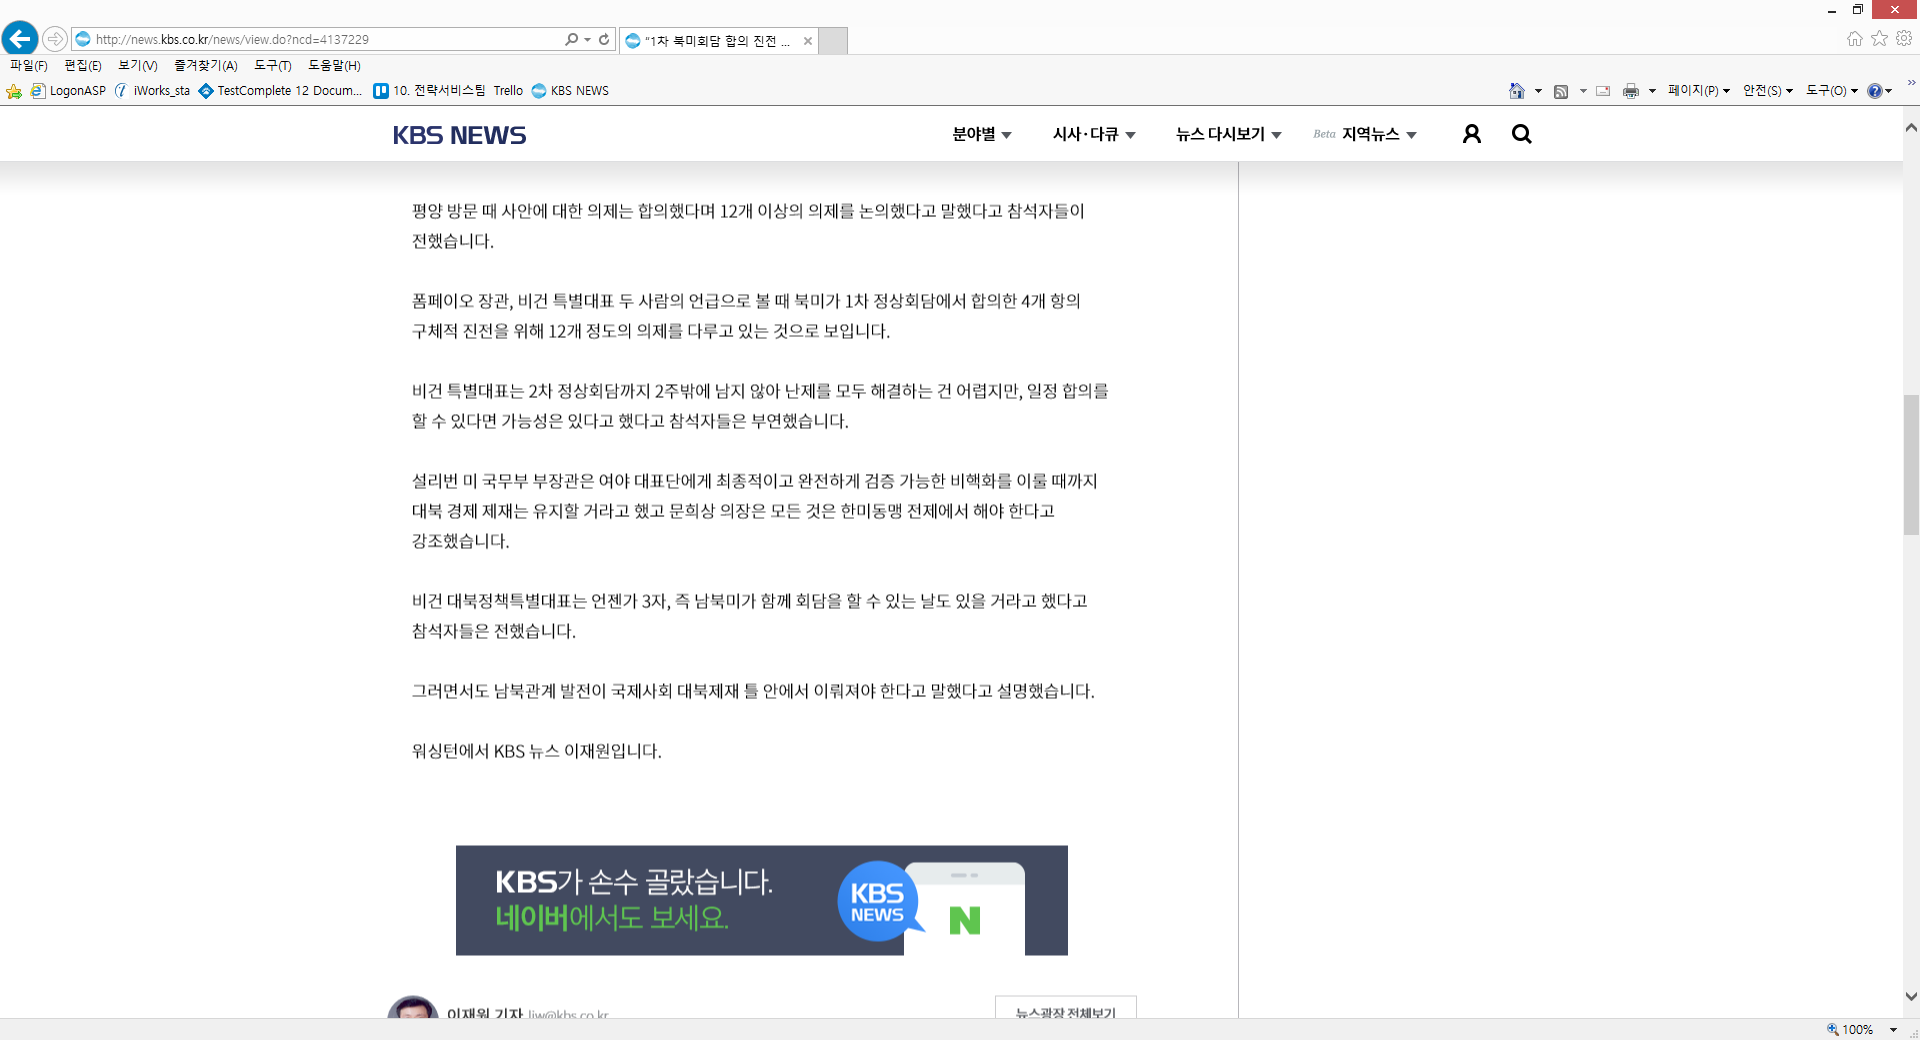 http://news.kbs.co.kr/news/view.do?ncd=4137229
"1차 북미회담 합의 진전 ...
파일(F) 편집(E) 보기(V) 즐겨찾기(A) 도구(T) 도움말(H)
LogonASP iWorks_sta TestComplete 12 Docum... 10. 전략서비스팀 Trello KBS NEWS
페이지(P) 안전(S) 도구(O)
KBS NEWS 분야별 시사·다큐 뉴스 다시보기 Beta 지역뉴스
평양 방문 때 사안에 대한 의제는 합의했다며 12개 이상의 의제를 논의했다고 말했다고 참석자들이
전했습니다.
폼페이오 장관, 비건 특별대표 두 사람의 언급으로 볼 때 북미가 1차 정상회담에서 합의한 4개 항의
구체적 진전을 위해 12개 정도의 의제를 다루고 있는 것으로 보입니다.
비건 특별대표는 2차 정상회담까지 2주밖에 남지 않아 난제를 모두 해결하는 건 어렵지만, 일정 합의를
할 수 있다면 가능성은 있다고 했다고 참석자들은 부연했습니다.
설리번 미 국무부 부장관은 여야 대표단에게 최종적이고 완전하게 검증 가능한 비핵화를 이룰 때까지
대북 경제 제재는 유지할 거라고 했고 문희상 의장은 모든 것은 한미동맹 전제에서 해야 한다고
강조했습니다.
비건 대북정책특별대표는 언젠가 3자, 즉 남북미가 함께 회담을 할 수 있는 날도 있을 거라고 했다고
참석자들은 전했습니다.
그러면서도 남북관계 발전이 국제사회 대북제재 틀 안에서 이뤄져야 한다고 말했다고 설명했습니다.
워싱턴에서 KBS 뉴스 이재원입니다.
KBS가 손수 골랐습니다.
네이버에서도 보세요.
KBS
NEWS
N
이재원 기자 ljw@kbs.co.kr
뉴스광장 전체보기
100%